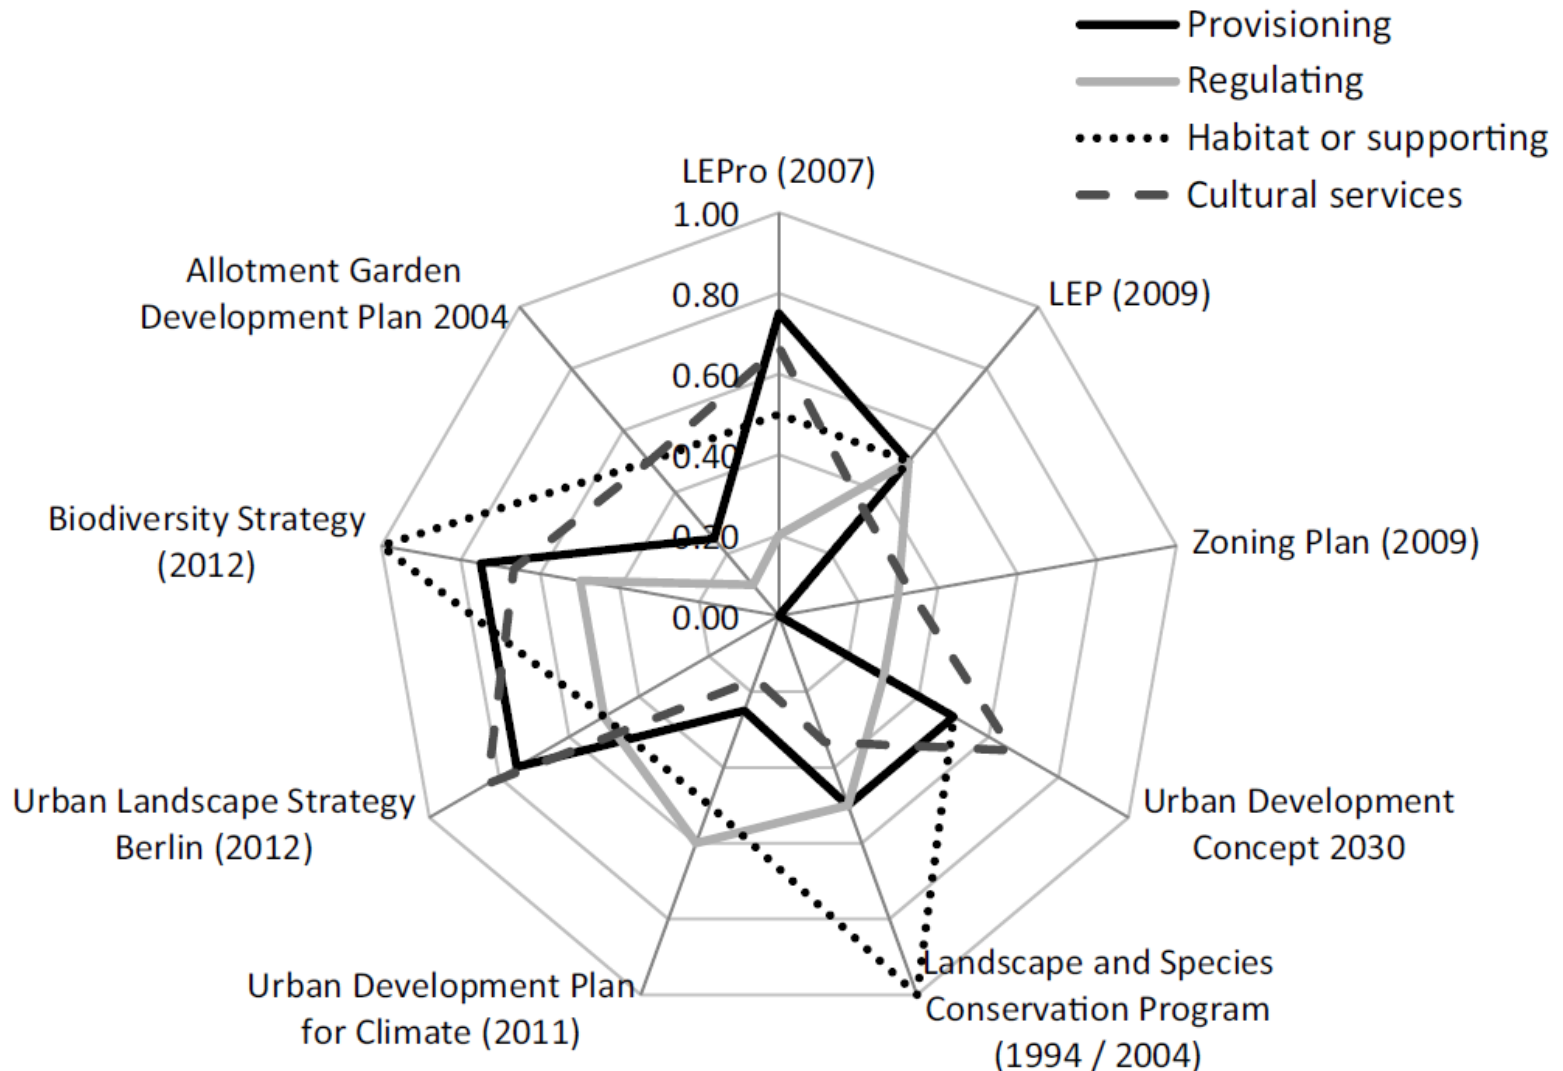 Provisioning
Regulating
Habitat or supporting
Cultural services
LEPro (2007)
1.00
0.80
0.60
0.40
0.20
0.00
LEP (2009)
Zoning Plan (2009)
Urban Development
Concept 2030
Landscape and Species
Conservation Program
(1994 / 2004)
Urban Development Plan
for Climate (2011)
Urban Landscape Strategy
Berlin (2012)
Biodiversity Strategy
(2012)
Allotment Garden
Development Plan 2004